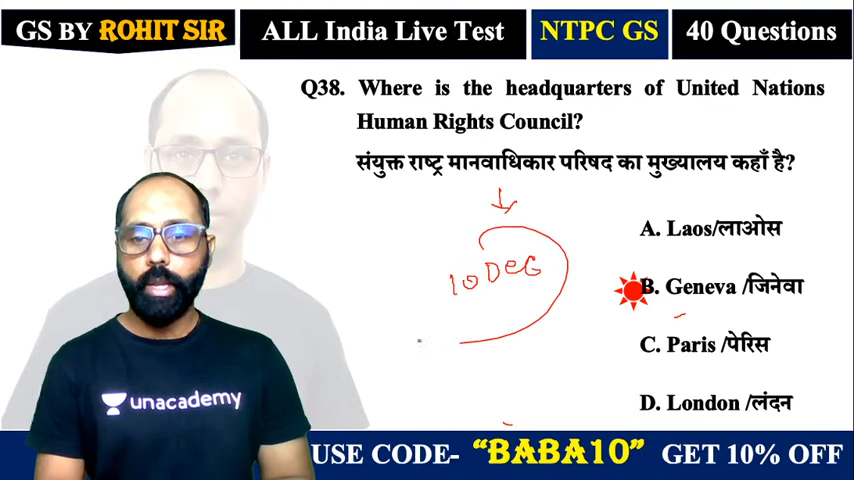 GS BY ROHIT SIR
ALL India Live Test
NTPC GS
40 Questions
Q38. Where is the headquarters of United Nations
Human Rights Council?
संयुक्त राष्ट्र मानवाधिकार परिषद का मुख्यालय कहाँ है?
A. Laos/लाओस
10 DeC
B. Geneva /जिनेवा
C. Paris /पेरिस
unacademy
D. London /लंदन
USE CODE- “BABA10” GET 10% OFF